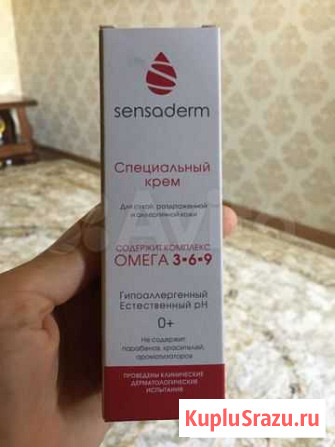 sensaderm
Специальный
крем
Для сухой, раздраженной
и аллергичной кожи
СОДЕРЖИТ КОМПЛЕКС
ОМЕГА 3•6•9
Гипоаллергенный
Естественный pH
0+
Не содержит
парабенов, красителей,
ароматизаторов
ПРОВЕДЕНЫ КЛИНИЧЕСКИЕ
ДЕРМАТОЛОГИЧЕСКИЕ
ИСПЫТАНИЯ
KupluSrazu.ru